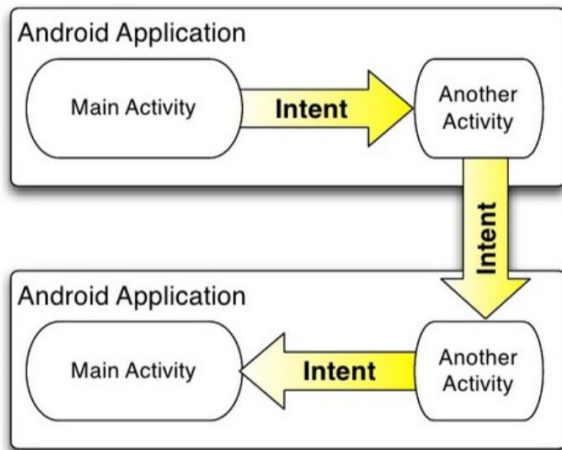 Android Application
Main Activity
Intent
Another
Activity
Intent
Android Application
Main Activity
Intent
Another
Activity